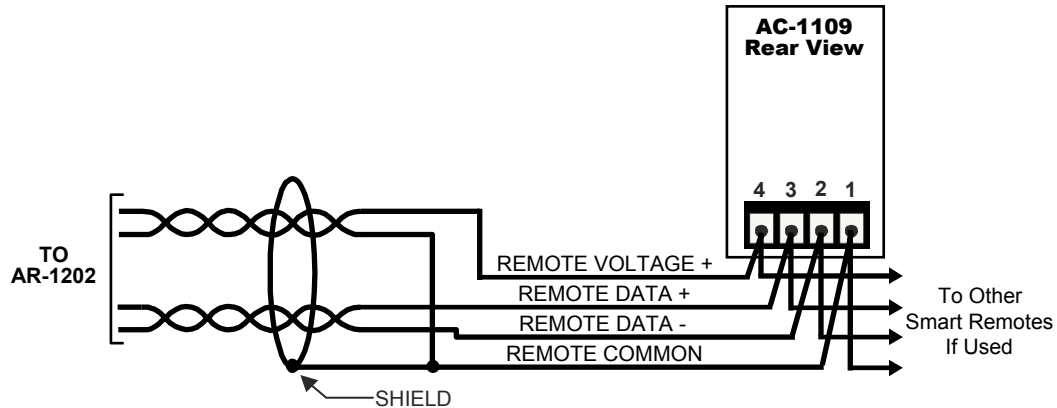 AC-1109
Rear View
4 3 2 1
TO
AR-1202
REMOTE VOLTAGE +
REMOTE DATA +
REMOTE DATA -
REMOTE COMMON
To Other
Smart Remotes
If Used
SHIELD